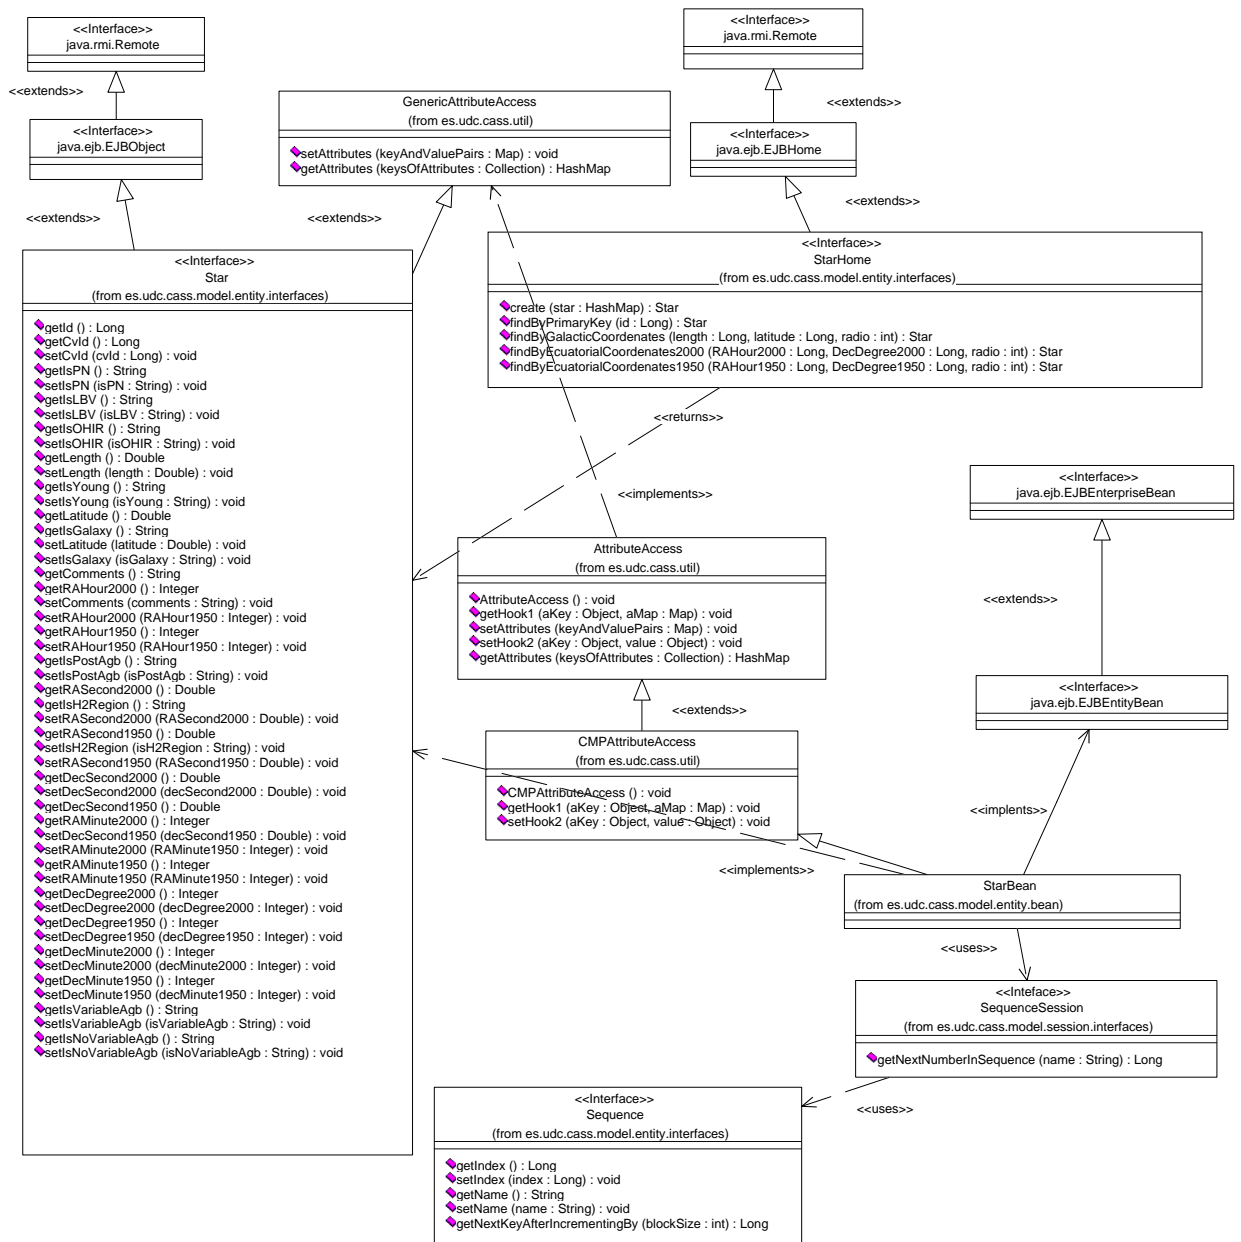 <<Interface>>
java.rmi.Remote
<<extends>>
<<Interface>>
java.ejb.EJBObject
<<extends>>
GenericAttributeAccess
(from es.udc.cass.util)
setAttributes (keyAndValuePairs : Map) : void
getAttributes (keysOfAttributes : Collection) : HashMap
<<extends>>
<<Interface>>
java.rmi.Remote
<<extends>>
<<Interface>>
java.ejb.EJBHome
<<extends>>
<<Interface>>
Star
(from es.udc.cass.model.entity.interfaces)
getId () : Long
getCvId () : Long
setCvId (cvId : Long) : void
getIsPN () : String
setIsPN (isPN : String) : void
getIsLBV () : String
setIsLBV (isLBV : String) : void
getIsOHIR () : String
setIsOHIR (isOHIR : String) : void
getLength () : Double
setLength (length : Double) : void
getIsYoung () : String
setIsYoung (isYoung : String) : void
getLatitude () : Double
getIsGalaxy () : String
setLatitude (latitude : Double) : void
setIsGalaxy (isGalaxy : String) : void
getComments () : String
getRAHour2000 () : Integer
setComments (comments : String) : void
setRAHour2000 (RAHour1950 : Integer) : void
getRAHour1950 () : Integer
setRAHour1950 (RAHour1950 : Integer) : void
getIsPostAgb () : String
setIsPostAgb (isPostAgb : String) : void
getRASecond2000 () : Double
getIsH2Region () : String
setRASecond2000 (RASecond2000 : Double) : void
getRASecond1950 () : Double
setIsH2Region (isH2Region : String) : void
setRASecond1950 (RASecond1950 : Double) : void
getDecSecond2000 () : Double
setDecSecond2000 (decSecond2000 : Double) : void
getDecSecond1950 () : Double
getRAMinute2000 () : Integer
setDecSecond1950 (decSecond1950 : Double) : void
setRAMinute2000 (RAMinute1950 : Integer) : void
getRAMinute1950 () : Integer
setRAMinute1950 (RAMinute1950 : Integer) : void
getDecDegree2000 () : Integer
setDecDegree2000 (decDegree2000 : Integer) : void
getDecDegree1950 () : Integer
setDecDegree1950 (decDegree1950 : Integer) : void
getDecMinute2000 () : Integer
setDecMinute2000 (decMinute2000 : Integer) : void
getDecMinute1950 () : Integer
setDecMinute1950 (decMinute1950 : Integer) : void
getIsVariableAgb () : String
setIsVariableAgb (isVariableAgb : String) : void
getIsNoVariableAgb () : String
setIsNoVariableAgb (isNoVariableAgb : String) : void
<<Interface>>
StarHome
(from es.udc.cass.model.entity.interfaces)
create (star : HashMap) : Star
findByPrimaryKey (id : Long) : Star
findByGalacticCoordenates (length : Long, latitude : Long, radio : int) : Star
findByEcuatorialCoordenates2000 (RAHour2000 : Long, DecDegree2000 : Long, radio : int) : Star
findByEcuatorialCoordenates1950 (RAHour1950 : Long, DecDegree1950 : Long, radio : int) : Star
<<returns>>
<<implements>>
AttributeAccess
(from es.udc.cass.util)
AttributeAccess () : void
getHook1 (aKey : Object, aMap : Map) : void
setAttributes (keyAndValuePairs : Map) : void
setHook2 (aKey : Object, value : Object) : void
getAttributes (keysOfAttributes : Collection) : HashMap
<<extends>>
CMPAttributeAccess
(from es.udc.cass.util)
CMPAttributeAccess () : void
getHook1 (aKey : Object, aMap : Map) : void
setHook2 (aKey : Object, value : Object) : void
<<implements>>
<<Interface>>
java.ejb.EJBEnterpriseBean
<<extends>>
<<Interface>>
java.ejb.EJBEntityBean
<<implents>>
StarBean
(from es.udc.cass.model.entity.bean)
<<uses>>
<<Inteface>>
SequenceSession
(from es.udc.cass.model.session.interfaces)
getNextNumberInSequence (name : String) : Long
<<uses>>
<<Interface>>
Sequence
(from es.udc.cass.model.entity.interfaces)
getIndex () : Long
setIndex (index : Long) : void
getName () : String
setName (name : String) : void
getNextKeyAfterIncrementingBy (blockSize : int) : Long